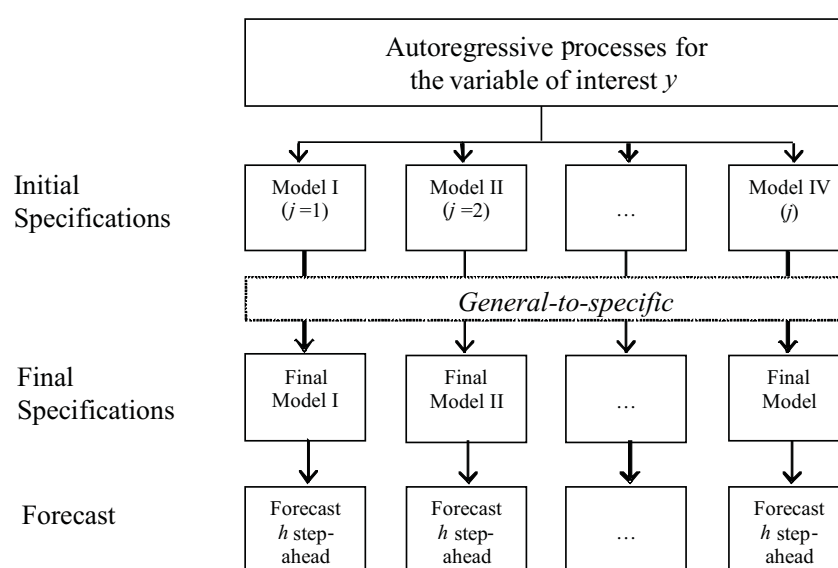 Autoregressive processes for
the variable of interest y
Initial
Specifications
Model I
(j =1)
Model II
(j =2)
…
Model IV
(j)
General-to-specific
Final
Specifications
Final
Model I
Final
Model II
…
Final
Model
Forecast
Forecast
h step-
ahead
Forecast
h step-
ahead
…
Forecast
h step-
ahead